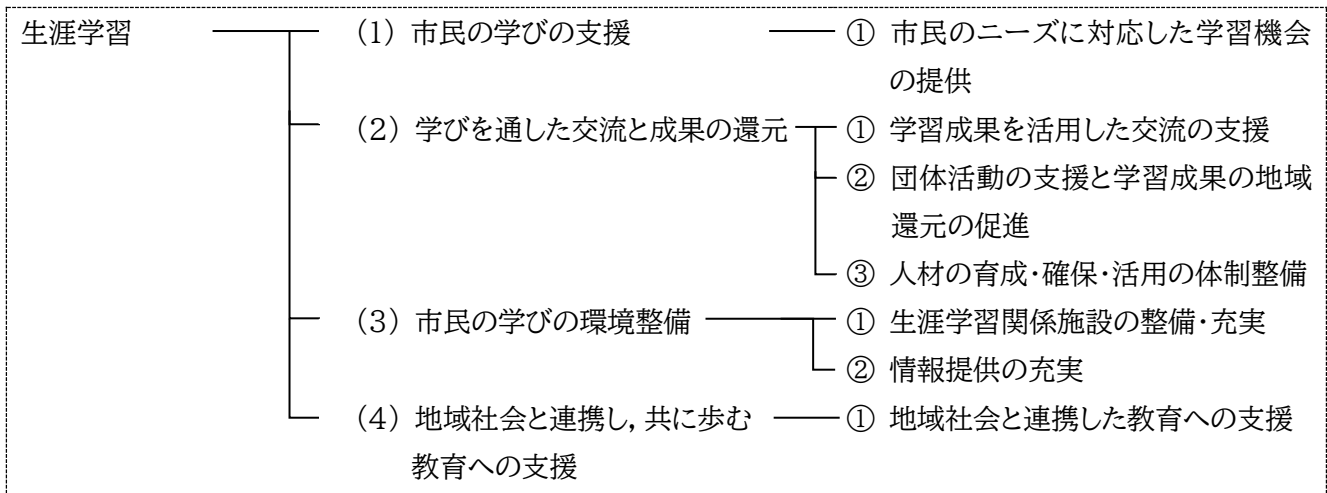 生涯学習 (1) 市民の学びの支援 ① 市民のニーズに対応した学習機会
の提供
(2) 学びを通した交流と成果の還元 ① 学習成果を活用した交流の支援
② 団体活動の支援と学習成果の地域
還元の促進
③ 人材の育成・確保・活用の体制整備
(3) 市民の学びの環境整備 ① 生涯学習関係施設の整備・充実
② 情報提供の充実
(4) 地域社会と連携し,共に歩む ① 地域社会と連携した教育への支援
教育への支援